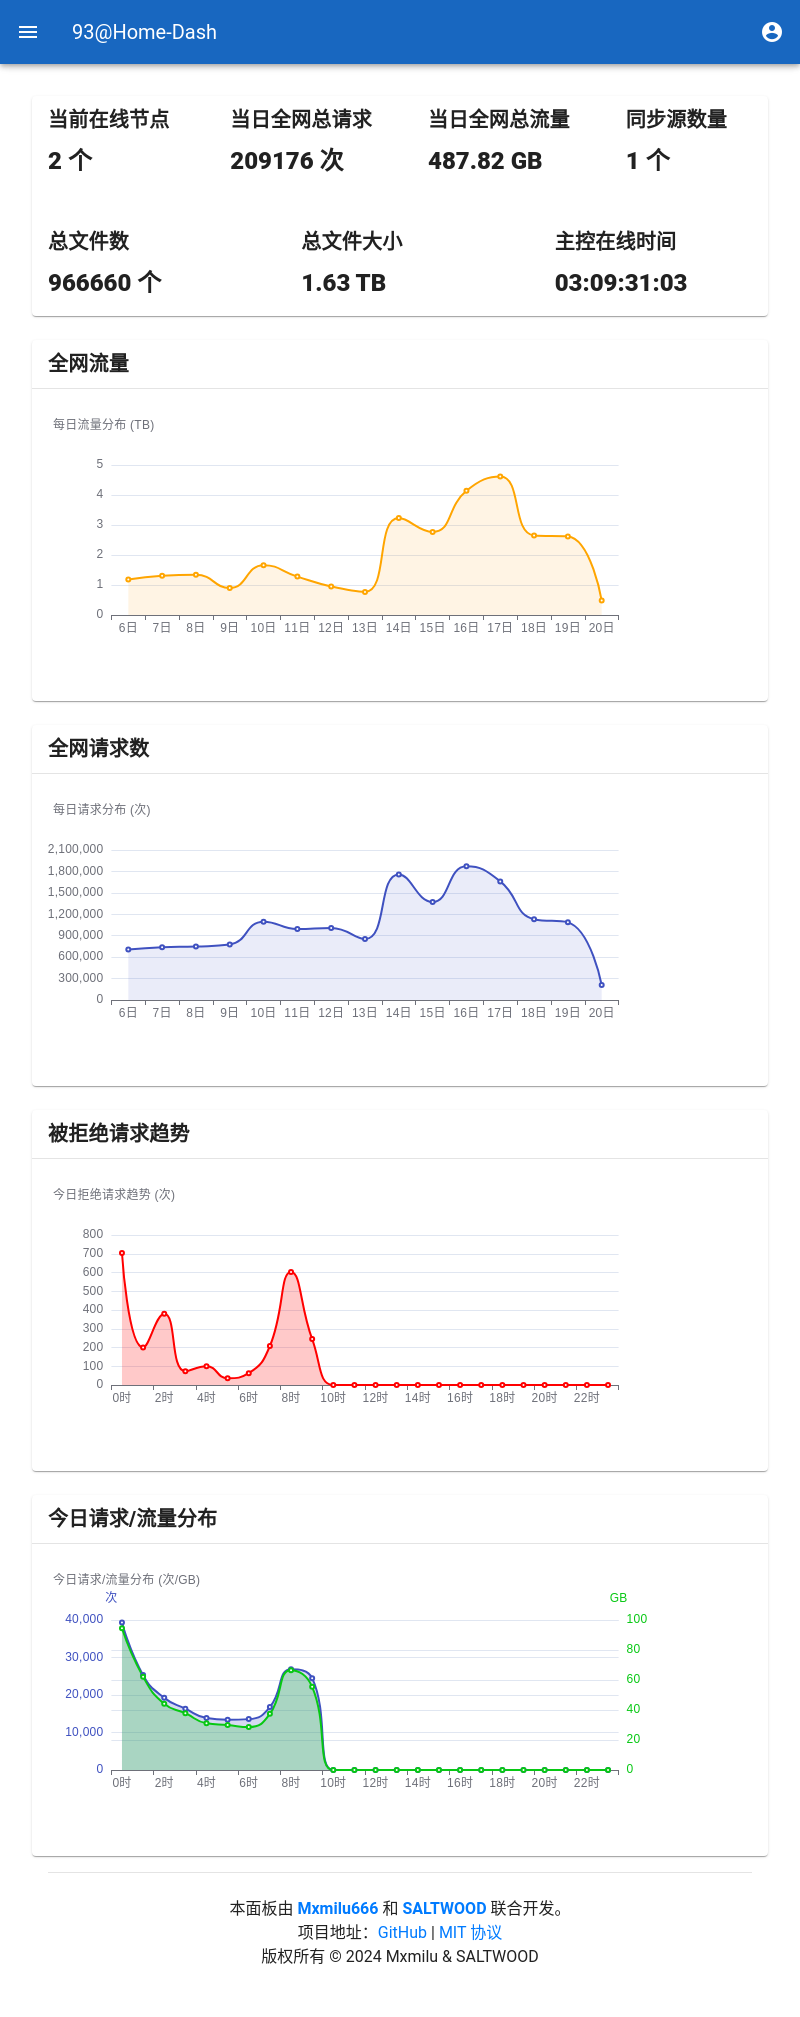 93@Home-Dash
当前在线节点 当日全网总请求 当日全网总流量 同步源数量
2 个 209176 次 487.82 GB 1 个
总文件数 总文件大小 主控在线时间
966660 个 1.63 TB 03:09:31:03
全网流量
每日流量分布 (TB)
5
4
3
2
1
0
6日 7日 8日 9日 10日 11日 12日 13日 14日 15日 16日 17日 18日 19日 20日
全网请求数
每日请求分布 (次)
2,100,000
1,800,000
1,500,000
1,200,000
900,000
600,000
300,000
0
6日 7日 8日 9日 10日 11日 12日 13日 14日 15日 16日 17日 18日 19日 20日
被拒绝请求趋势
今日拒绝请求趋势 (次)
800
700
600
500
400
300
200
100
0
0时 2时 4时 6时 8时 10时 12时 14时 16时 18时 20时 22时
今日请求/流量分布
今日请求/流量分布 (次/GB)
次 GB
40,000 100
80
30,000
60
20,000
40
10,000
20
0 0
0时 2时 4时 6时 8时 10时 12时 14时 16时 18时 20时 22时
本面板由 Mxmilu666 和 SALTWOOD 联合开发。
项目地址：GitHub | MIT 协议
版权所有 © 2024 Mxmilu & SALTWOOD